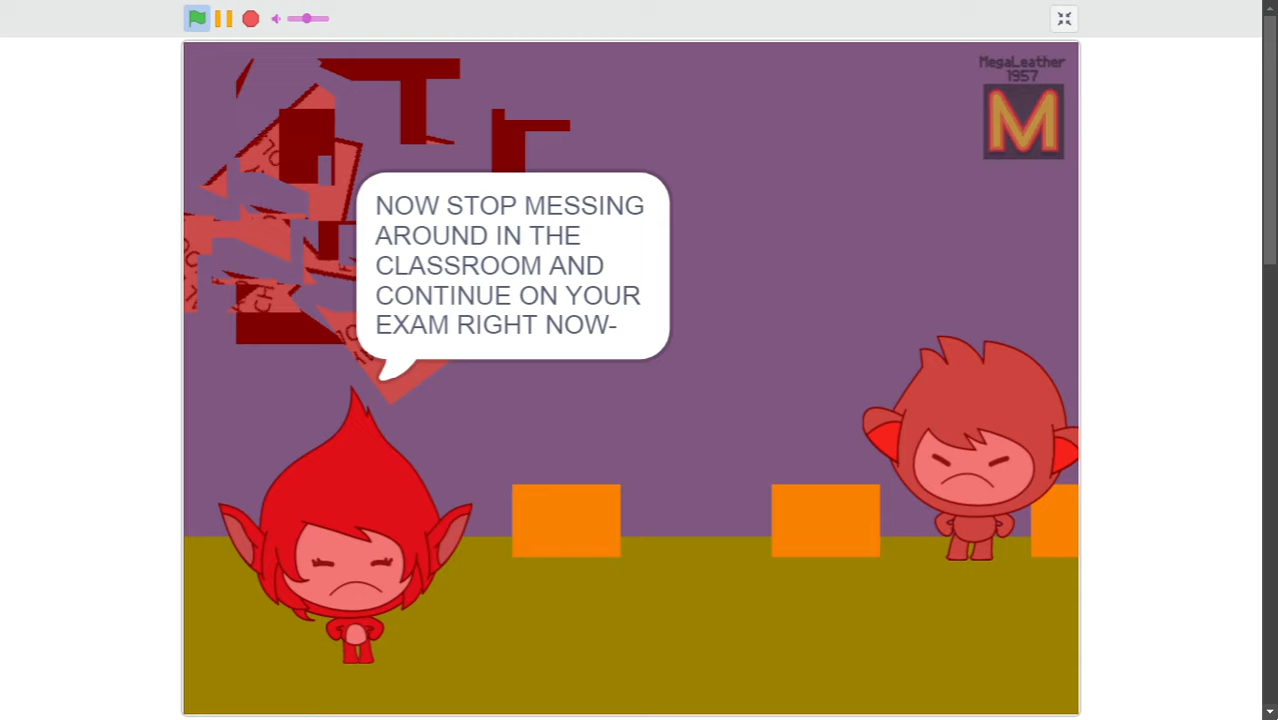 MegaLeather
1957
M
NOW STOP MESSING
AROUND IN THE
CLASSROOM AND
CONTINUE ON YOUR
EXAM RIGHT NOW-